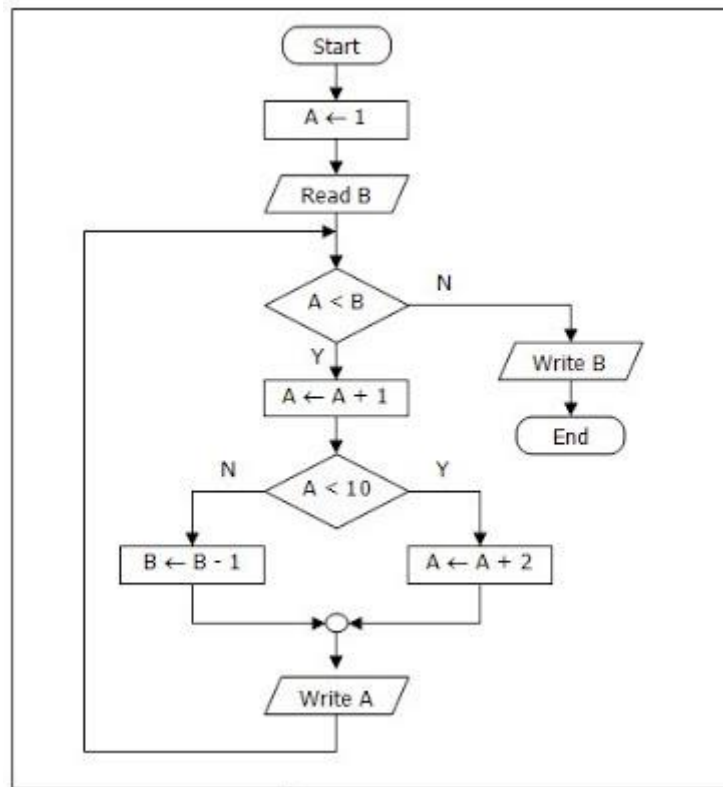 Start
A ← 1
Read B
A < B
N
Y
Write B
A ← A + 1
End
N
Y
A < 10
B ← B - 1
A ← A + 2
Write A